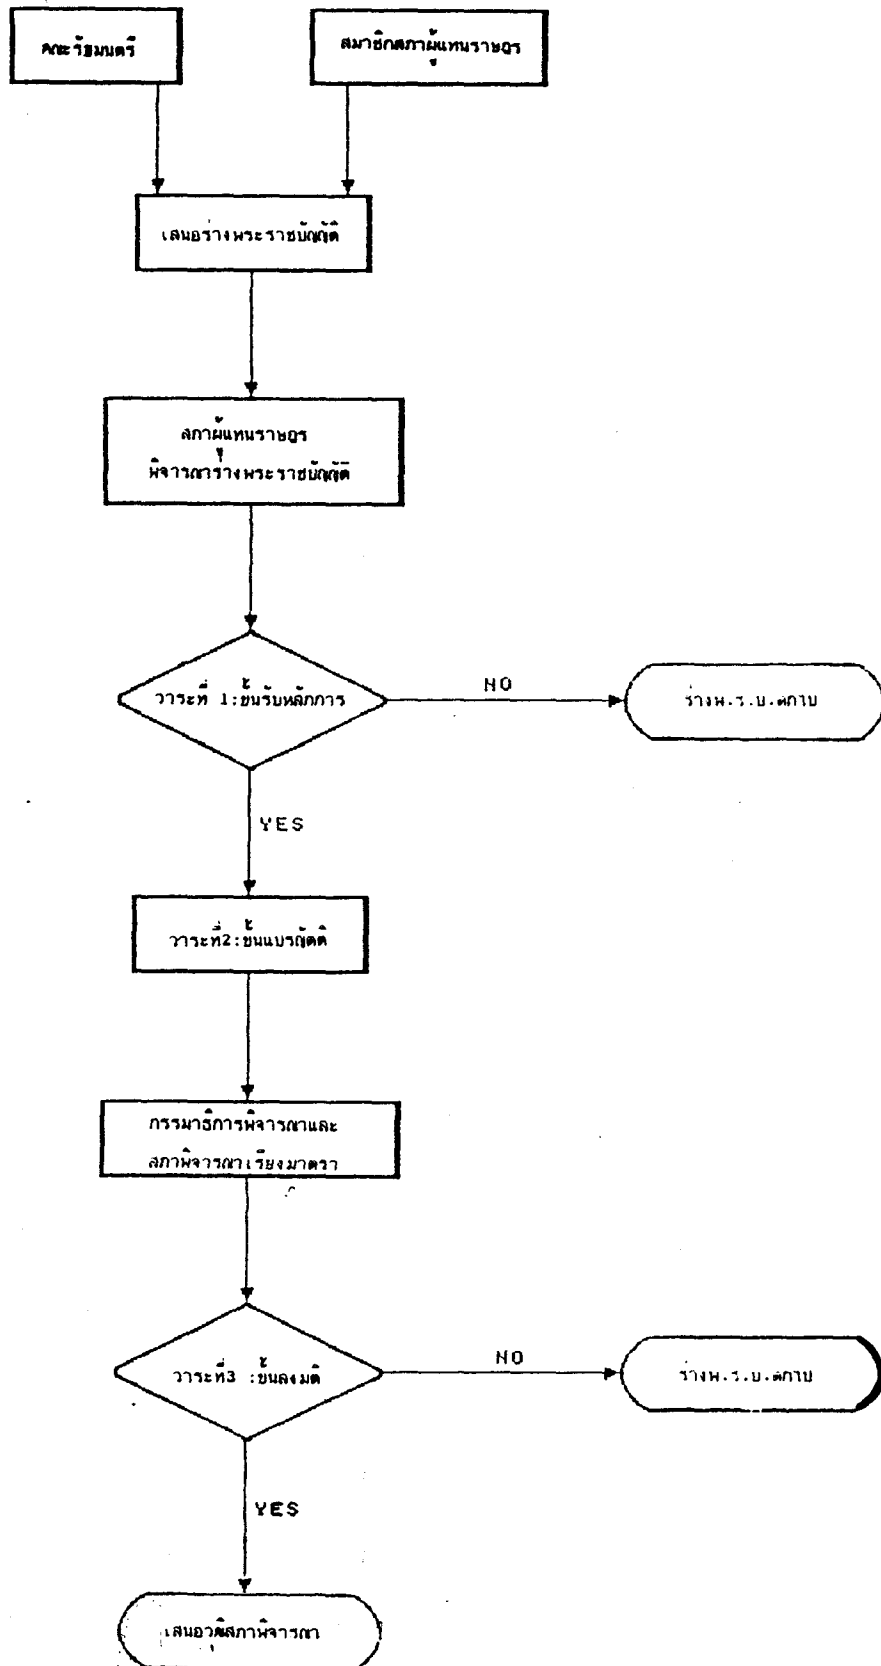 คณะรัฐมนตรี
สมาชิกสภาผู้แทนราษฎร
เสนอร่างพระราชบัญญัติ
สภาผู้แทนราษฎร
พิจารณาร่างพระราชบัญญัติ
วาระที่ 1:ขั้นรับหลักการ
NO
ร่างพ.ร.บ.ตกไป
YES
วาระที่2:ขั้นแปรญัตติ
กรรมาธิการพิจารณาและ
สภาพิจารณาเรียงมาตรา
วาระที่3 :ขั้นลงมติ
NO
ร่างพ.ร.บ.ตกไป
YES
เสนอวุฒิสภาพิจารณา